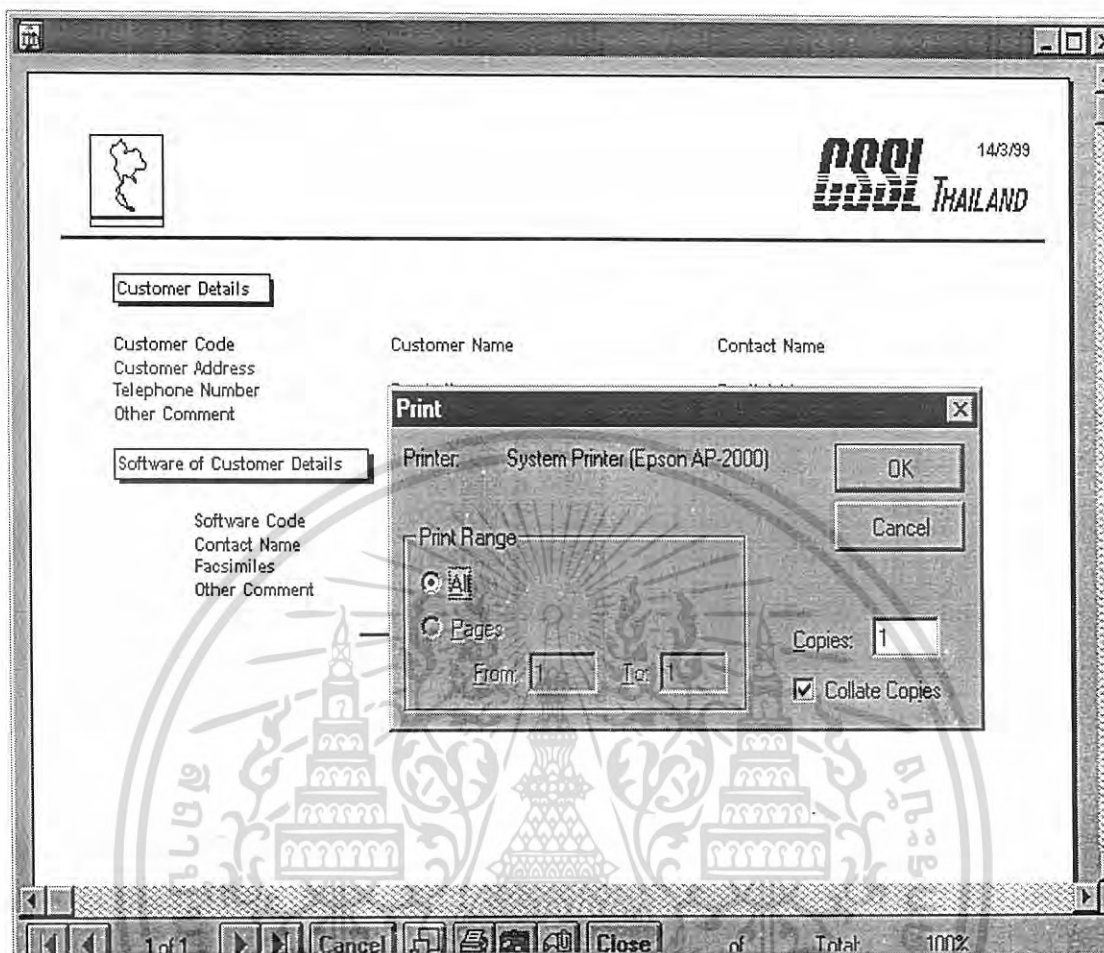 CSSL THAILAND 14/3/99
Customer Details
Customer Code Customer Name Contact Name
Customer Address
Telephone Number
Other Comment
Software of Customer Details
Software Code
Contact Name
Facsimiles
Other Comment
Print
Printer: System Printer (Epson AP-2000)
OK
Cancel
Print Range
All
Pages
From: 1 To: 1
Copies: 1
Collate Copies
1 of 1 Cancel Close of Total: 100%